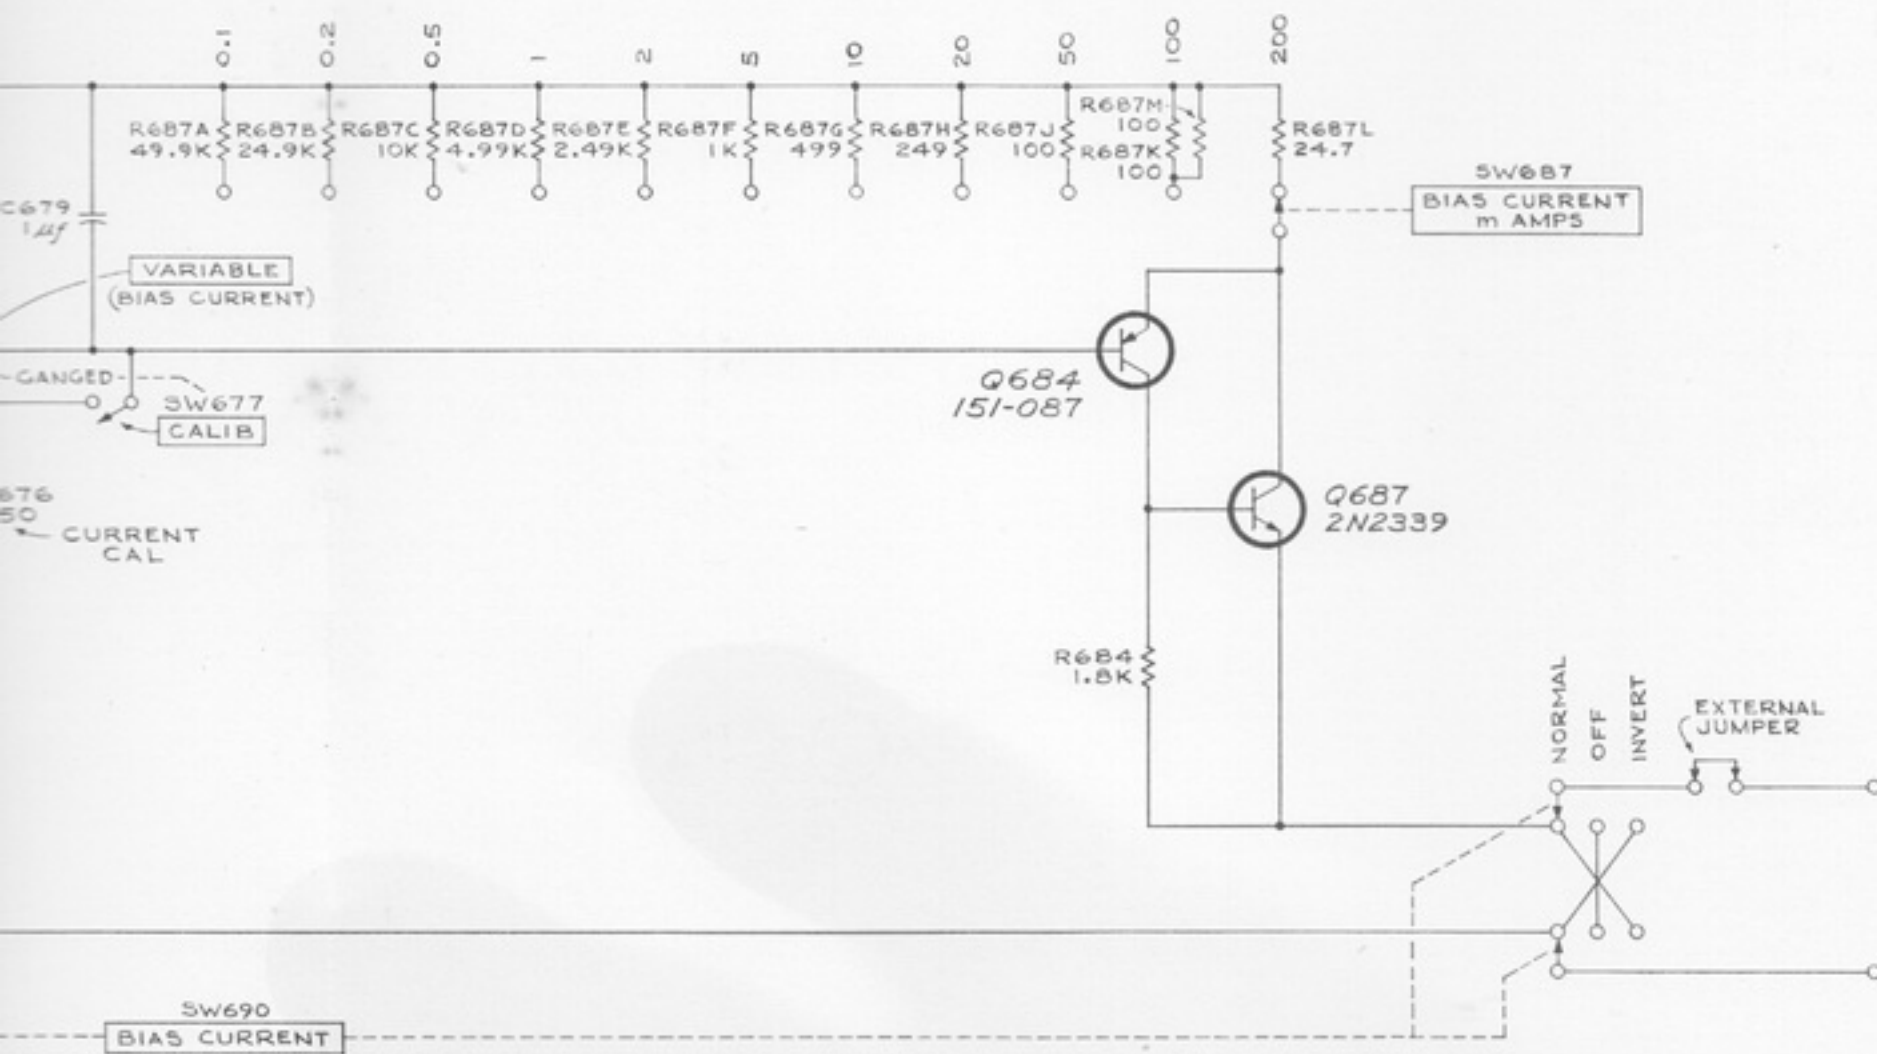 0.1
0.2
0.5
1
2
5
10
20
50
100
200
R687A
49.9K
R687B
24.9K
R687C
10K
R687D
4.99K
R687E
2.49K
R687F
1K
R687G
499
R687H
249
R687J
100
R687M
100
R687K
100
R687L
24.7
SW687
BIAS CURRENT
m AMPS
C679
1μf
VARIABLE
(BIAS CURRENT)
GANGED
SW677
CALIB
Q684
151-087
676
50
CURRENT
CAL
Q687
2N2339
R684
1.8K
NORMAL
OFF
INVERT
EXTERNAL
JUMPER
SW690
BIAS CURRENT